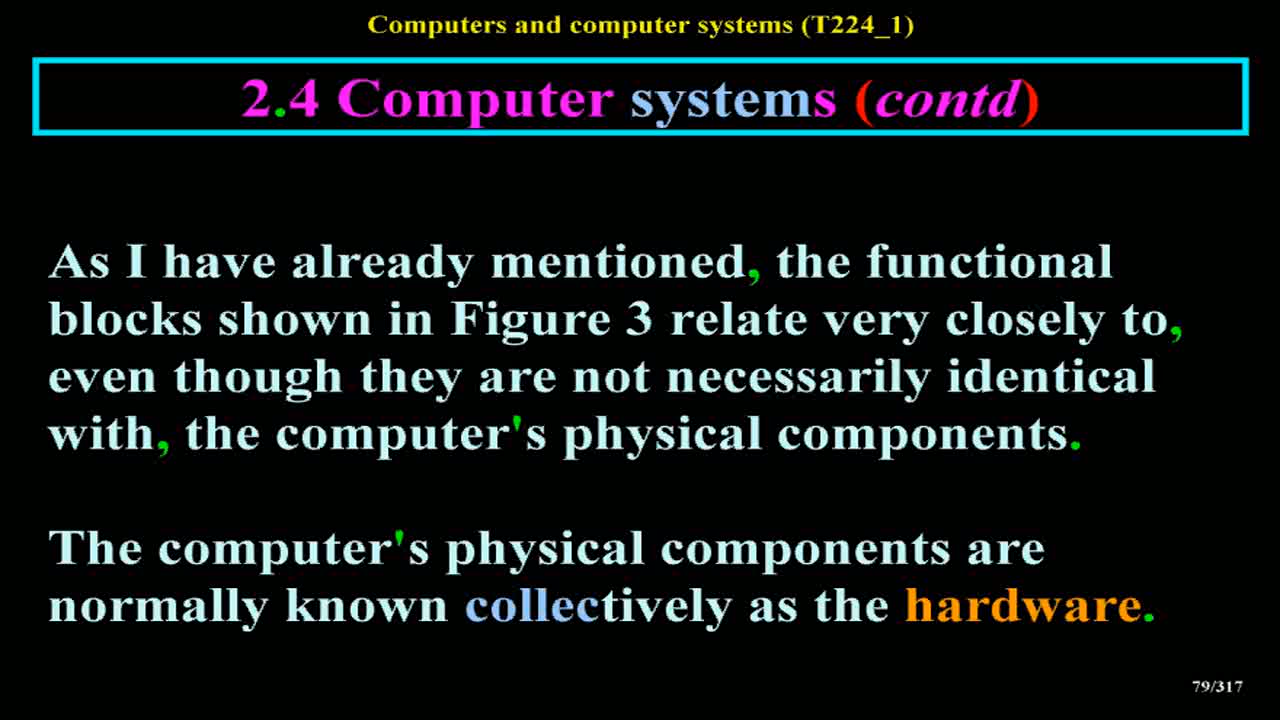 Computers and computer systems (T224_1)
2.4 Computer systems (contd)
As I have already mentioned, the functional
blocks shown in Figure 3 relate very closely to,
even though they are not necessarily identical
with, the computer's physical components.
The computer's physical components are
normally known collectively as the hardware.
79/317